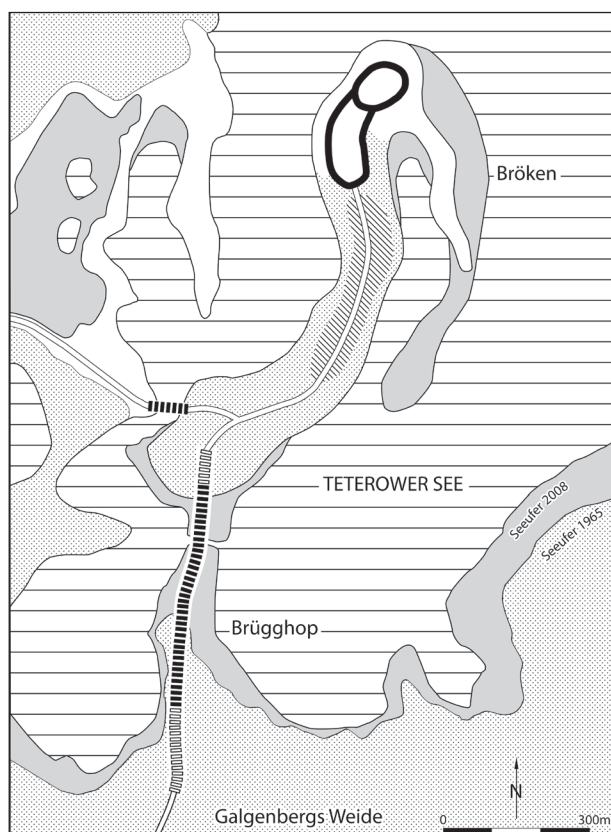 Bröken
TETEROWER SEE
Seeufer 2008
Seeufer 1965
Brügghop
N
Galgenbergs Weide
0
300m